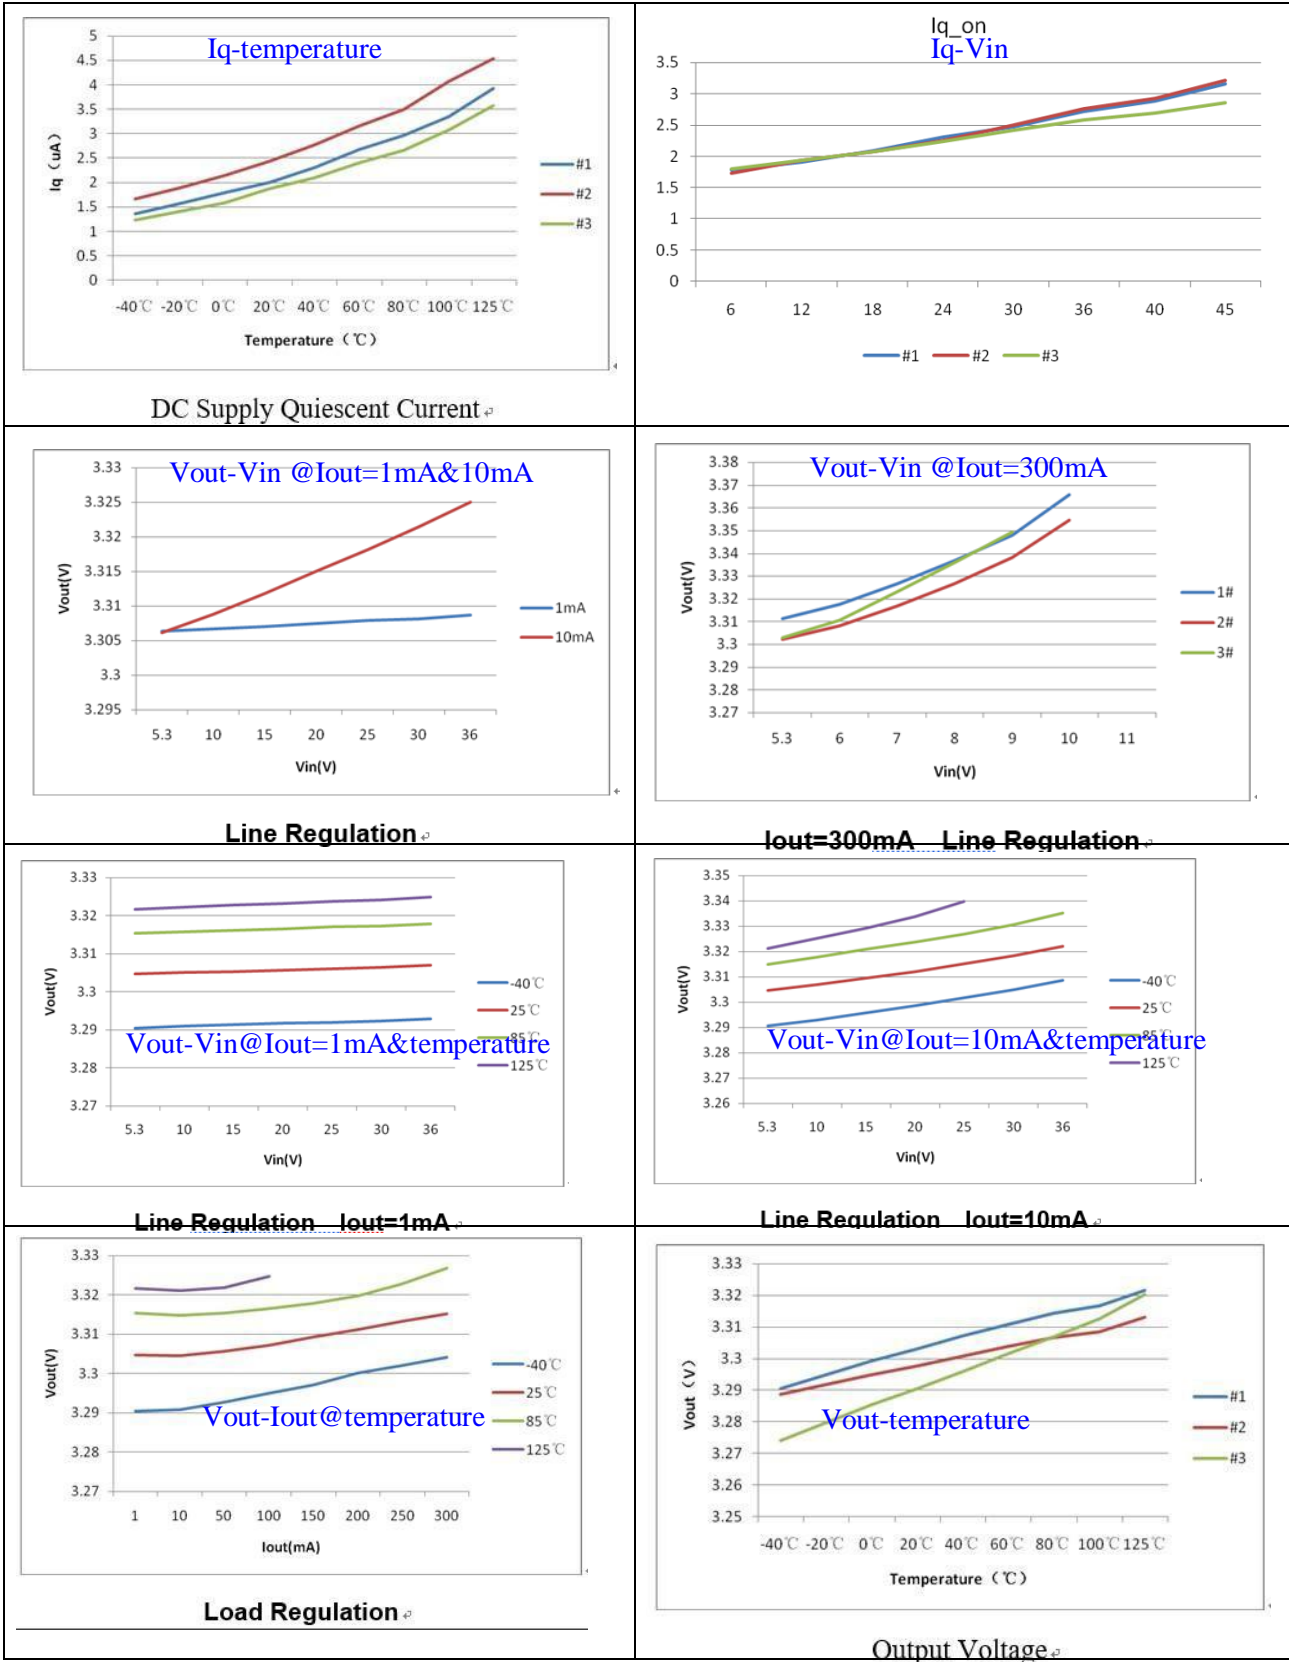 Iq-temperature
5
4.5
4
3.5
3
2.5
2
1.5
1
0.5
0
Iq (uA)
-40℃ -20℃ 0℃ 20℃ 40℃ 60℃ 80℃ 100℃ 125℃
Temperature (℃)
#1
#2
#3
DC Supply Quiescent Current
Iq_on
Iq-Vin
3.5
3
2.5
2
1.5
1
0.5
0
6 12 18 24 30 36 40 45
#1 #2 #3
Vout-Vin @Iout=1mA&10mA
3.33
3.325
3.32
3.315
3.31
3.305
3.3
3.295
Vout(V)
5.3 10 15 20 25 30 36
Vin(V)
1mA
10mA
Line Regulation
Vout-Vin @Iout=300mA
3.38
3.37
3.36
3.35
3.34
3.33
3.32
3.31
3.3
3.29
3.28
3.27
Vout(V)
5.3 6 7 8 9 10 11
Vin(V)
1#
2#
3#
Iout=300mA Line Regulation
3.33
3.32
3.31
3.3
3.29
3.28
3.27
Vout(V)
5.3 10 15 20 25 30 36
Vin(V)
-40℃
25℃
85℃
125℃
Vout-Vin@Iout=1mA&temperature
Line Regulation Iout=1mA
3.35
3.34
3.33
3.32
3.31
3.3
3.29
3.28
3.27
3.26
Vout(V)
5.3 10 15 20 25 30 36
Vin(V)
-40℃
25℃
85℃
125℃
Vout-Vin@Iout=10mA&temperature
Line Regulation Iout=10mA
3.33
3.32
3.31
3.3
3.29
3.28
3.27
Vout(V)
1 10 50 100 150 200 250 300
Iout(mA)
-40℃
25℃
85℃
125℃
Vout-Iout@temperature
Load Regulation
3.33
3.32
3.31
3.3
3.29
3.28
3.27
3.26
3.25
Vout (V)
-40℃ -20℃ 0℃ 20℃ 40℃ 60℃ 80℃ 100℃ 125℃
Temperature (℃)
#1
#2
#3
Vout-temperature
Output Voltage